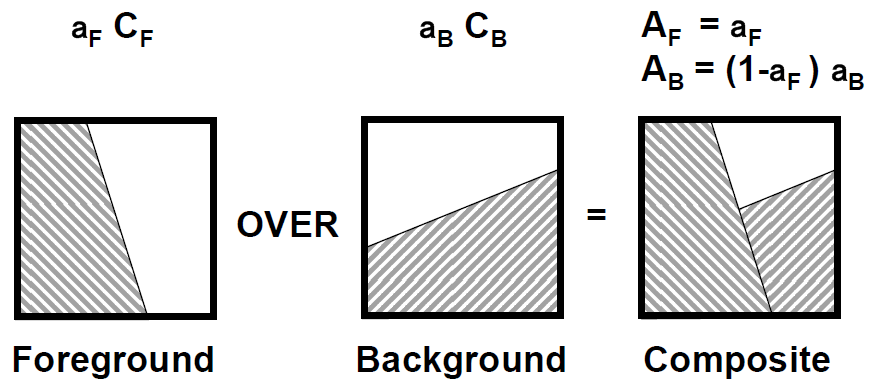 aF CF
aB CB
AF = aF
AB = (1-aF ) aB
OVER
=
Foreground
Background
Composite